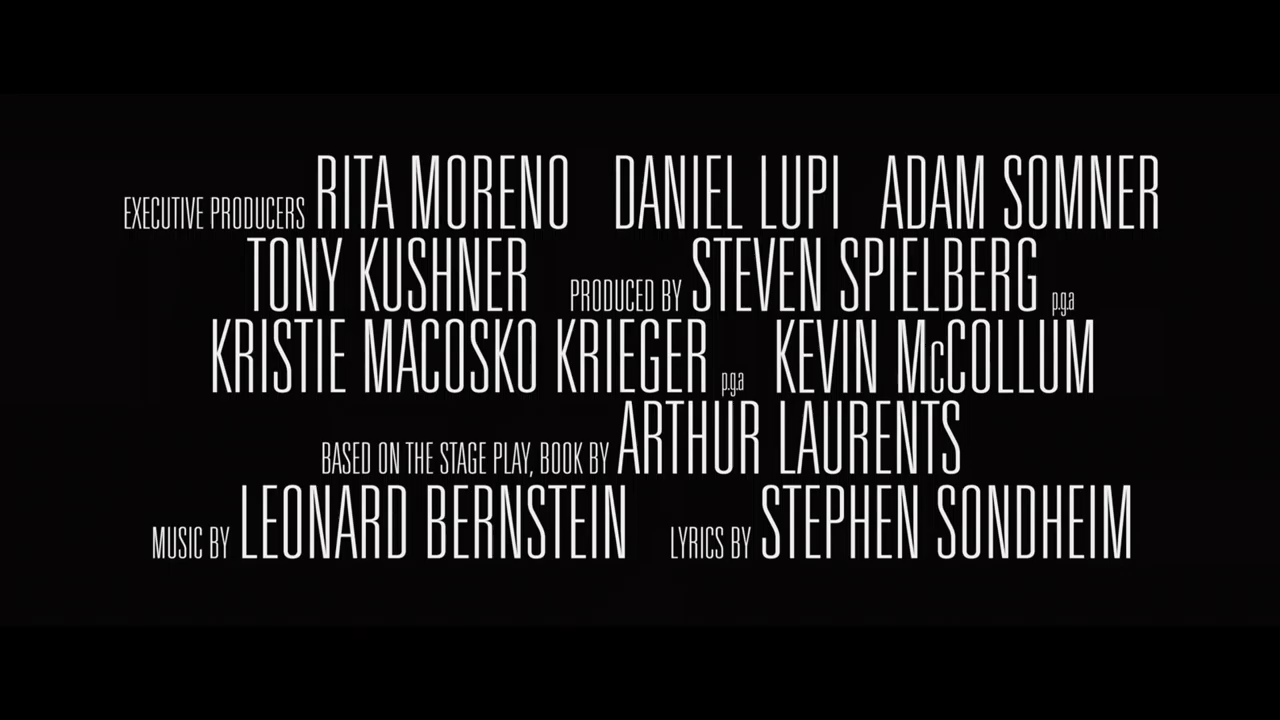 EXECUTIVE PRODUCERS RITA MORENO DANIEL LUPI ADAM SOMNER
TONY KUSHNER PRODUCED BY STEVEN SPIELBERG p.g.a
KRISTIE MACOSKO KRIEGER p.g.a KEVIN McCOLLUM
BASED ON THE STAGE PLAY, BOOK BY ARTHUR LAURENTS
MUSIC BY LEONARD BERNSTEIN LYRICS BY STEPHEN SONDHEIM